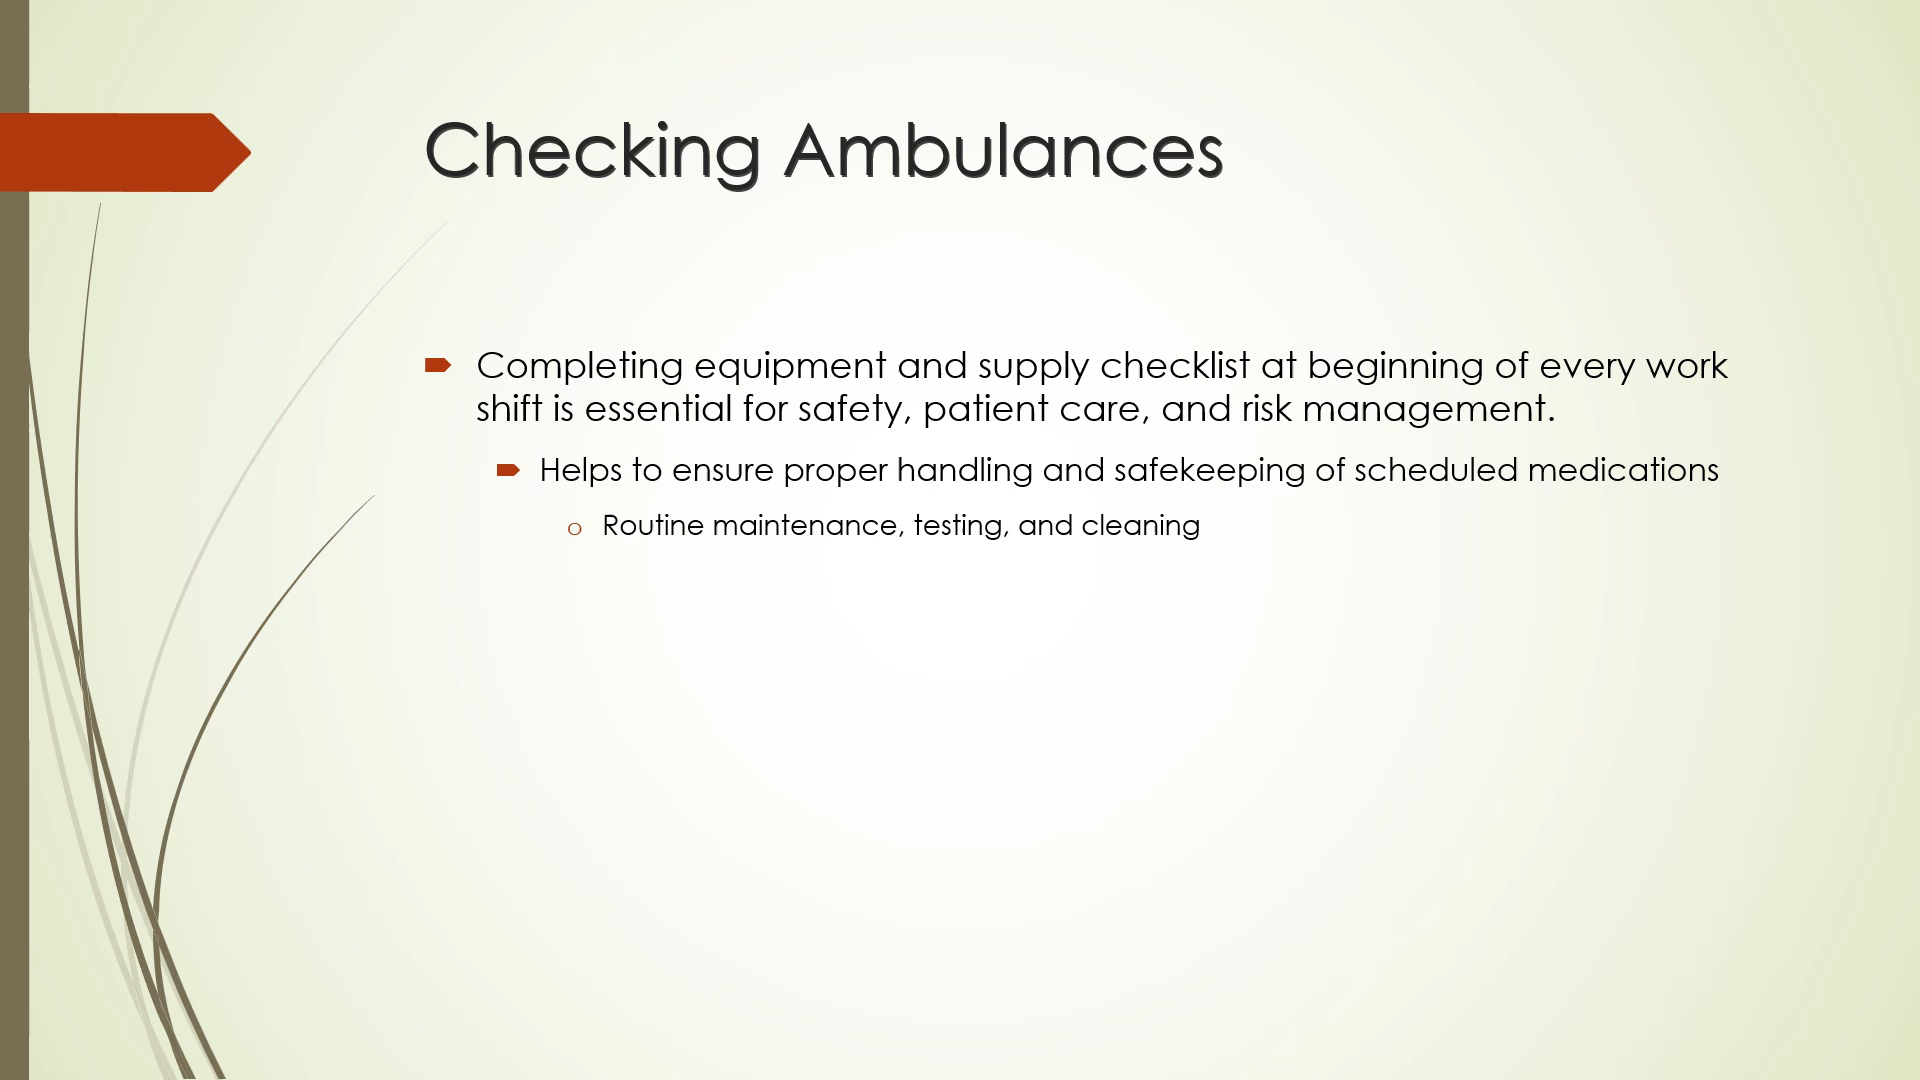 Checking Ambulances
Completing equipment and supply checklist at beginning of every work
shift is essential for safety, patient care, and risk management.
Helps to ensure proper handling and safekeeping of scheduled medications
Routine maintenance, testing, and cleaning